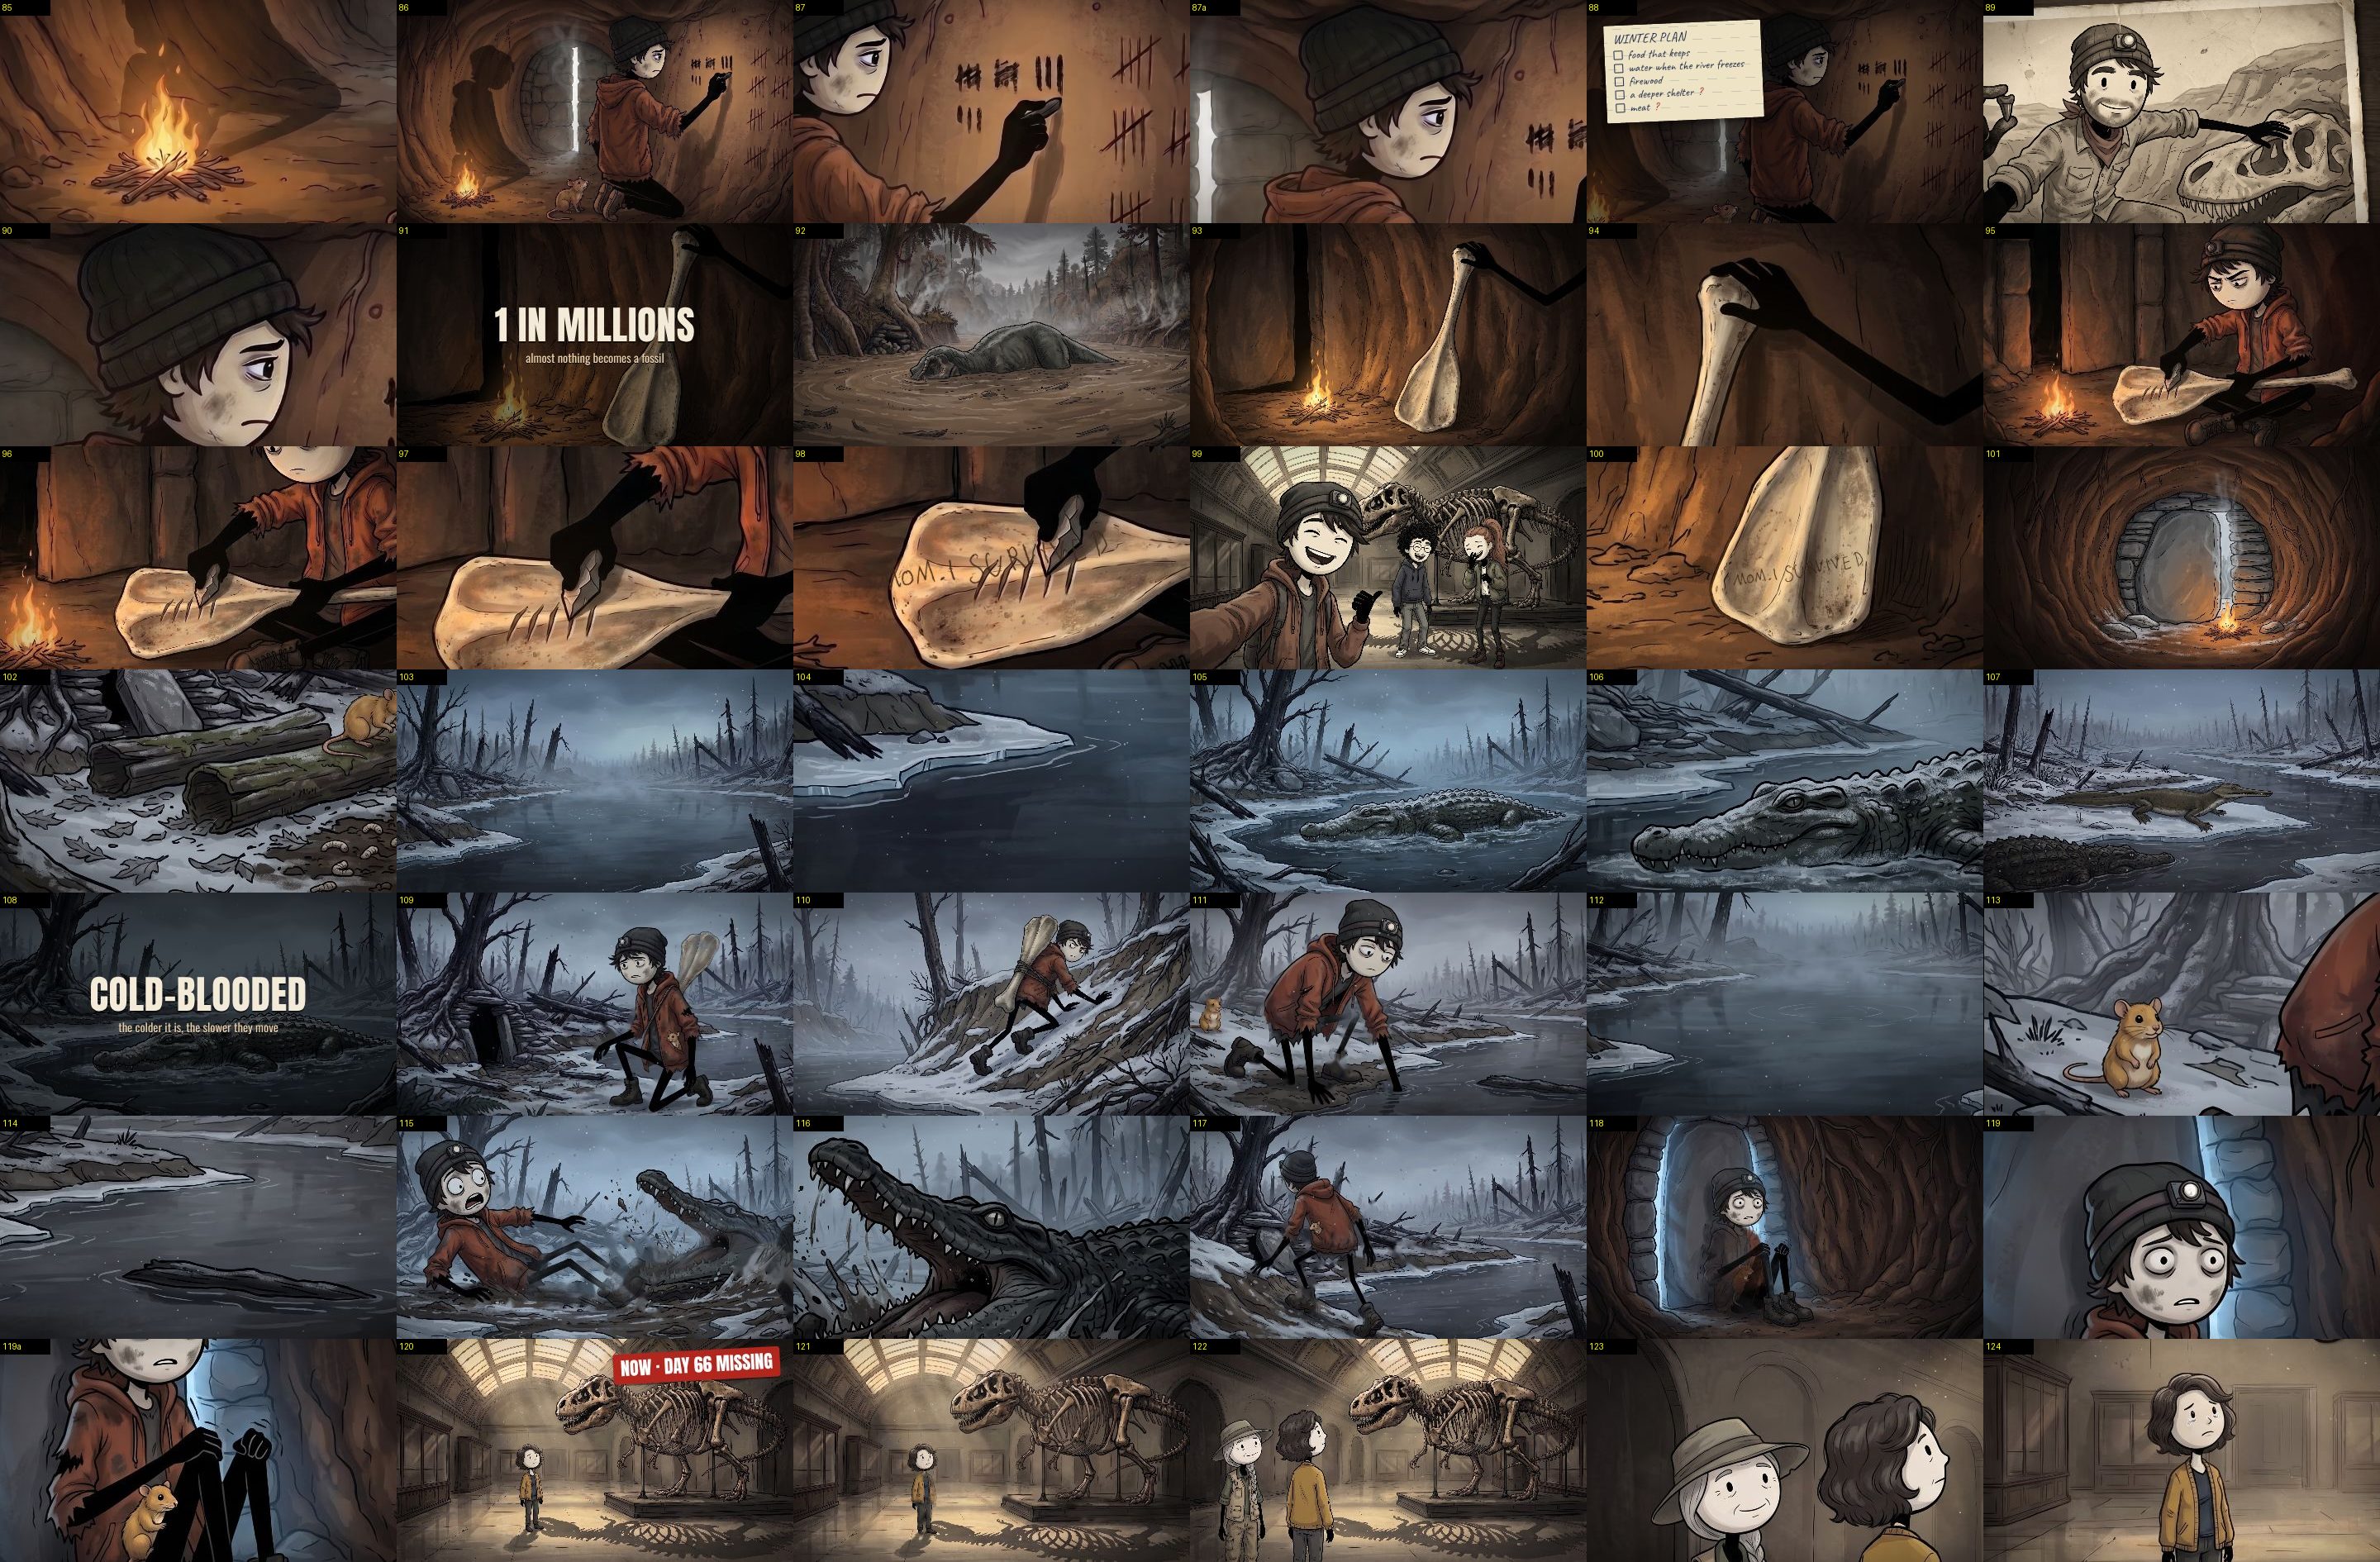 85
86
87
87a
88
WINTER PLAN
food that keeps
water when the river freezes
firewood
a deeper shelter ?
meat ?
89
90
91
1 IN MILLIONS
almost nothing becomes a fossil
92
93
94
95
96
97
98
OM. I SURV
99
100
MOM. I SURVIVED
101
102
103
104
105
106
107
108
COLD-BLOODED
the colder it is, the slower they move
109
110
111
112
113
114
115
116
117
118
119
119a
120
NOW · DAY 66 MISSING
121
122
123
124